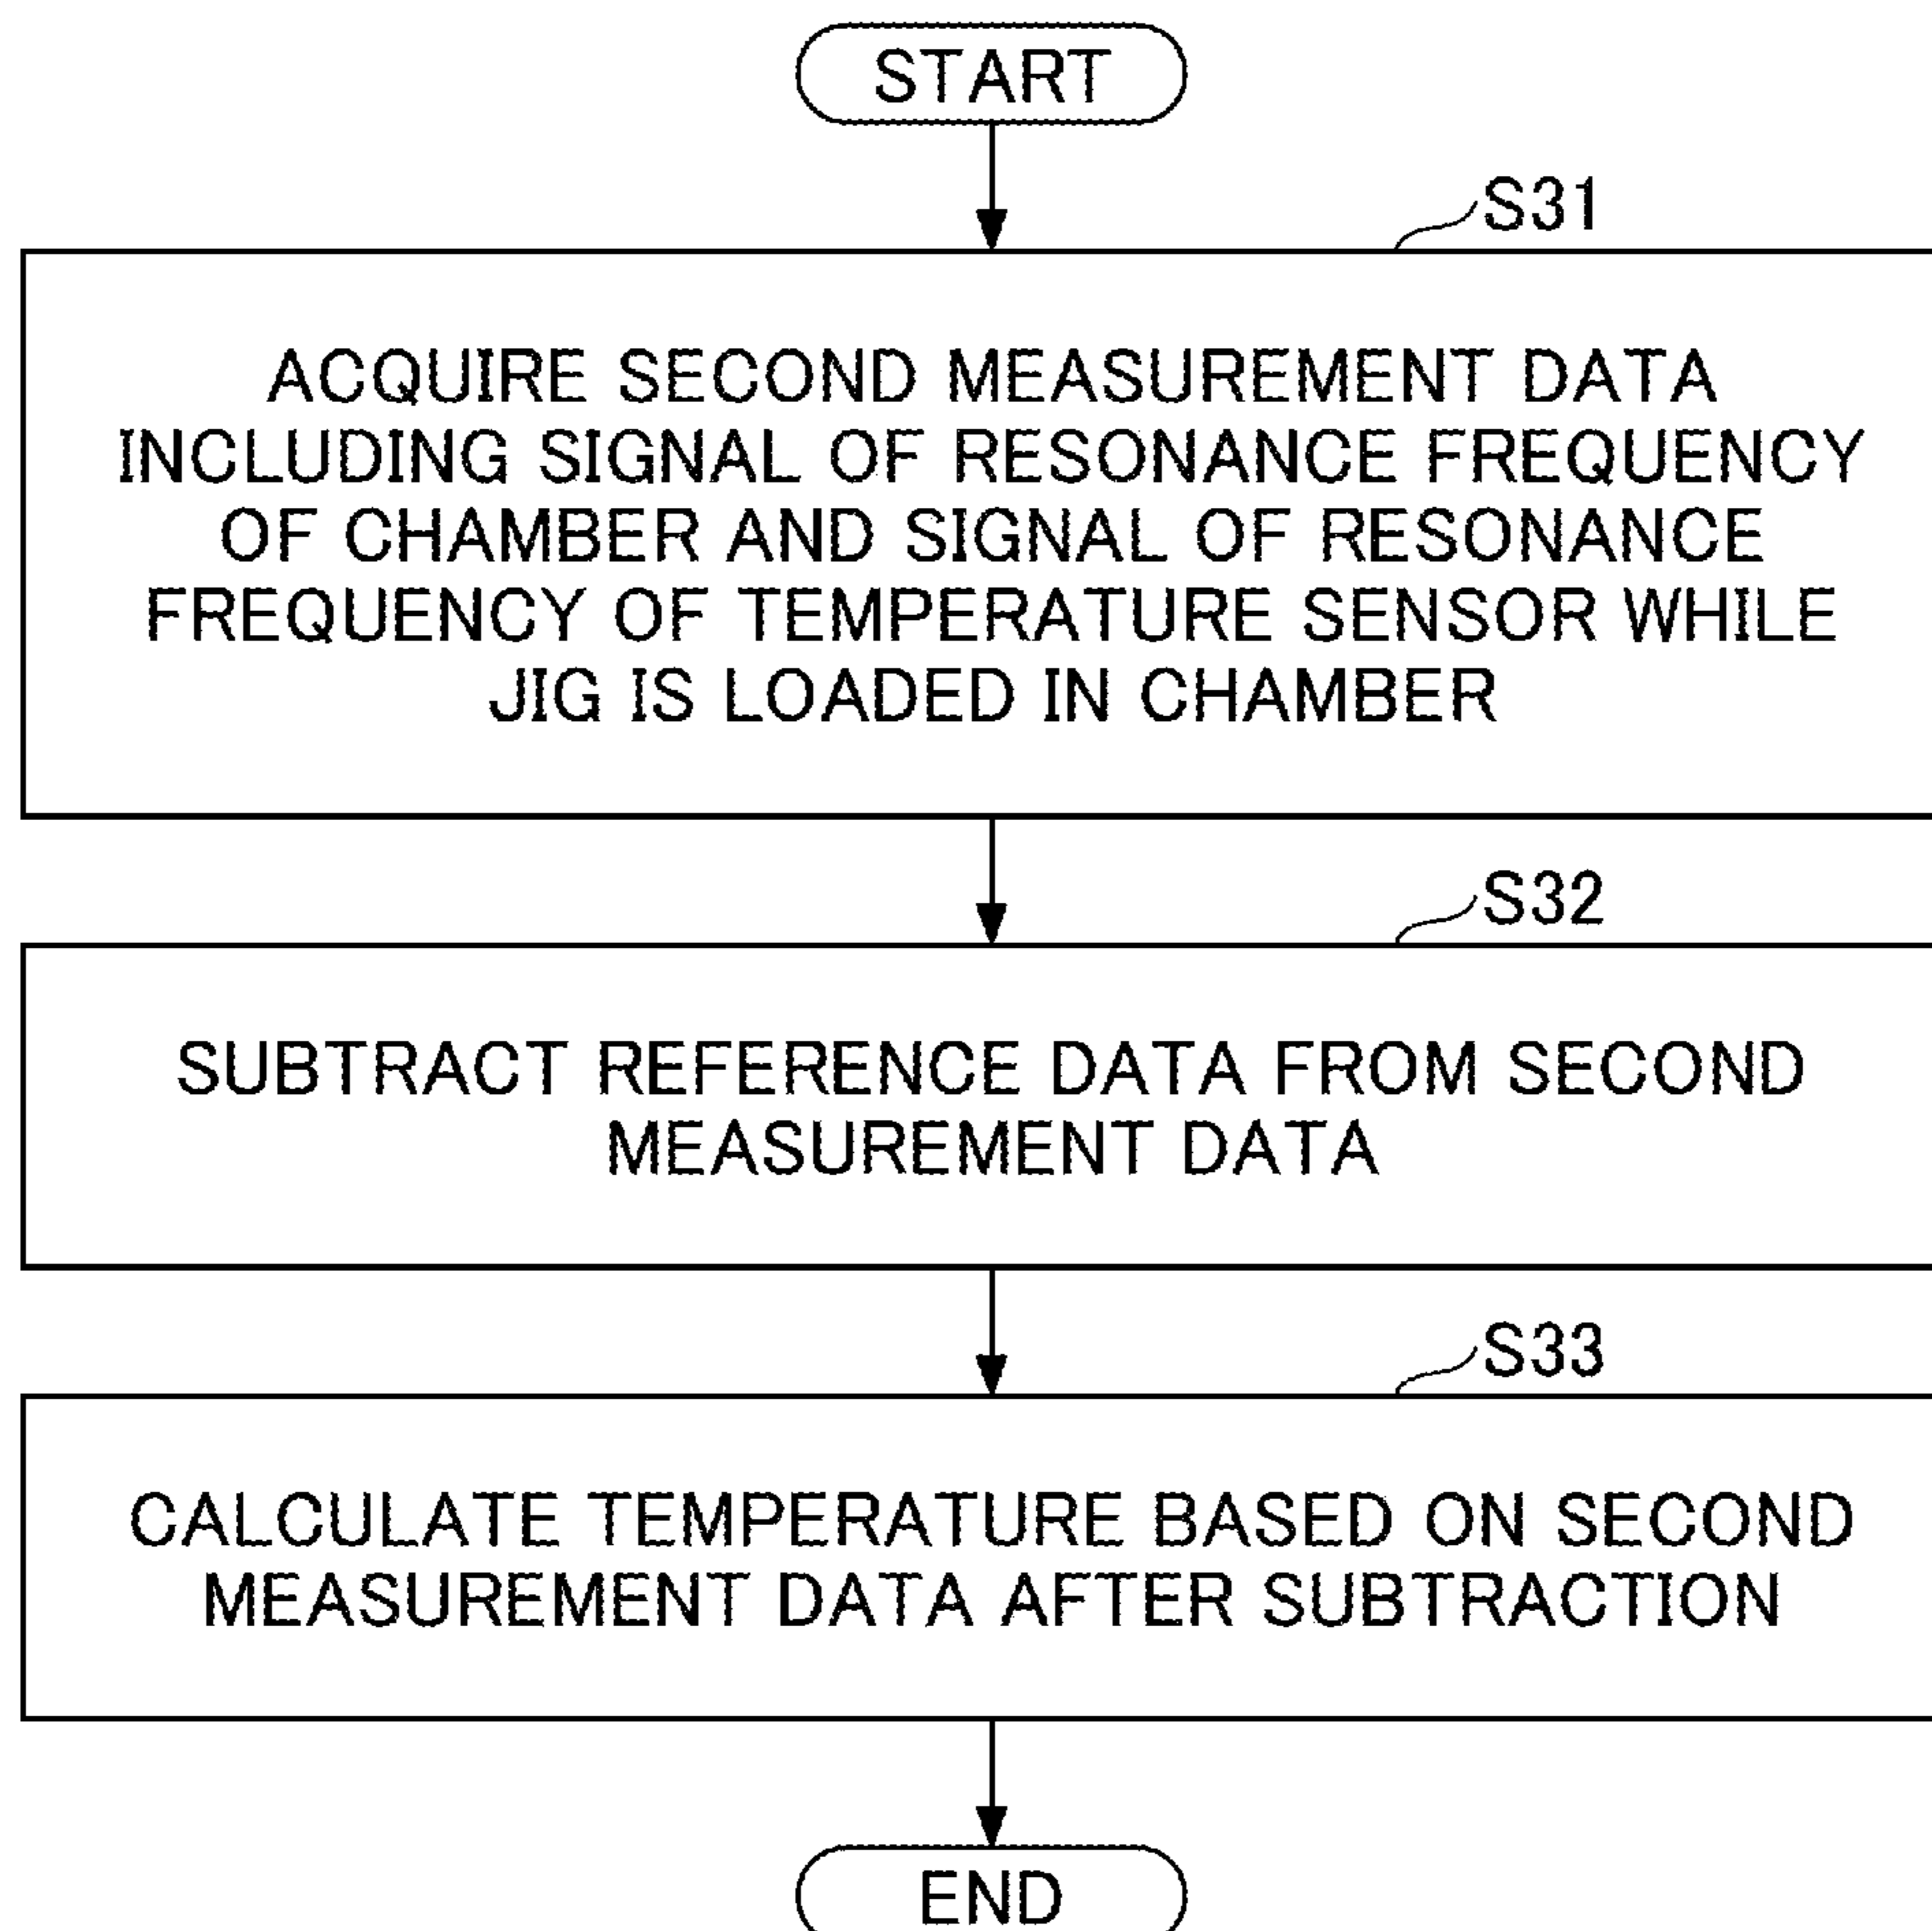 START
S31
ACQUIRE SECOND MEASUREMENT DATA
INCLUDING SIGNAL OF RESONANCE FREQUENCY
OF CHAMBER AND SIGNAL OF RESONANCE
FREQUENCY OF TEMPERATURE SENSOR WHILE
JIG IS LOADED IN CHAMBER
S32
SUBTRACT REFERENCE DATA FROM SECOND
MEASUREMENT DATA
S33
CALCULATE TEMPERATURE BASED ON SECOND
MEASUREMENT DATA AFTER SUBTRACTION
END